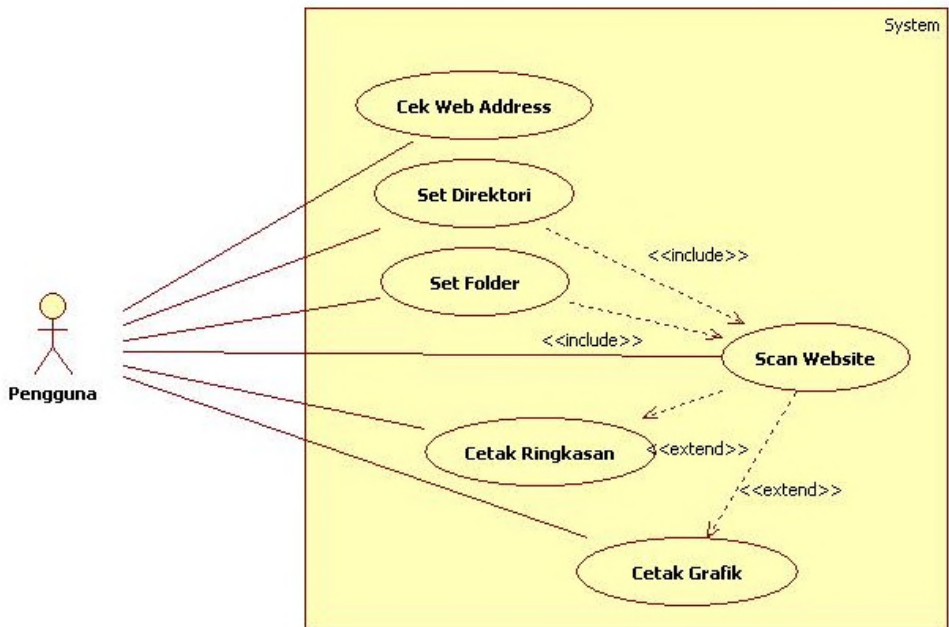 System
Cek Web Address
Set Direktori
<<include>>
Set Folder
<<include>>
Scan Website
Pengguna
Cetak Ringkasan
<<extend>>
<<extend>>
Cetak Grafik